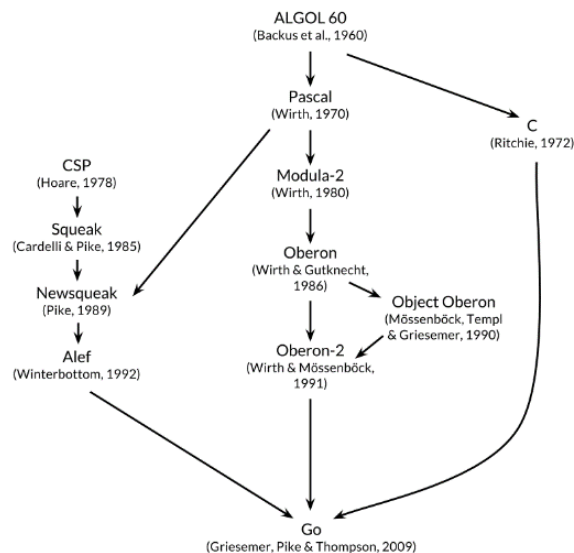 ALGOL 60
(Backus et al., 1960)
Pascal
(Wirth, 1970)
C
(Ritchie, 1972)
CSP
(Hoare, 1978)
Modula-2
(Wirth, 1980)
Squeak
(Cardelli & Pike, 1985)
Oberon
(Wirth & Gutknecht,
1986)
Newsqueak
(Pike, 1989)
Object Oberon
(Mössenböck, Templ
& Griesemer, 1990)
Oberon-2
(Wirth & Mössenböck,
1991)
Alef
(Winterbottom, 1992)
Go
(Griesemer, Pike & Thompson, 2009)